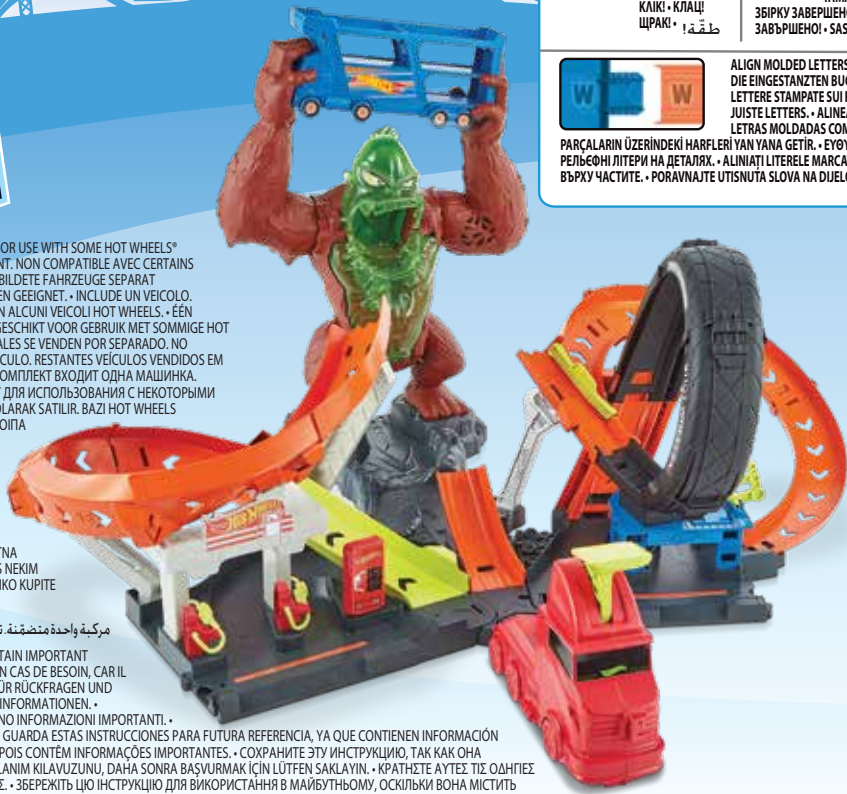 КЛІК! • КЛАЦ!
ЩРАК! • طقّة!
ЗБІРКУ ЗАВЕРШЕНО
ЗАВЪРШЕНО! • SAS
W W
ALIGN MOLDED LETTERS
DIE EINGESTANZTEN BUC
LETTERE STAMPATE SUI
JUISTE LETTERS. • ALINEA
LETRAS MOLDADAS COM
PARÇALARIN ÜZERİNDEKİ HARFLERİ YAN YANA GETİR. • ΕΥΘΥ
РЕЛЬЄФНІ ЛІТЕРИ НА ДЕТАЛЯХ. • ALINIAȚI LITERELE MARCA
ВЪРХУ ЧАСТИТЕ. • PORAVNAJTE UTISNUTA SLOVA NA DIJELO
OR USE WITH SOME HOT WHEELS®
NT. NON COMPATIBLE AVEC CERTAINS
BILDETE FAHRZEUGE SEPARAT
EN GEEIGNET. • INCLUDE UN VEICOLO.
N ALCUNI VEICOLI HOT WHEELS. • ÉÉN
GESCHIKT VOOR GEBRUIK MET SOMMIGE HOT
ALES SE VENDEN POR SEPARADO. NO
CULO. RESTANTES VEÍCULOS VENDIDOS EM
КОМПЛЕКТ ВХОДИТ ОДНА МАШИНКА.
Т ДЛЯ ИСПОЛЬЗОВАНИЯ С НЕКОТОРЫМИ
OLARAK SATILIR. BAZI HOT WHEELS
ΟΙΠΑ
TNA
S NEKIM
KO KUPITE
HOT WHEELS
مركبة واحدة متضمّنة.
TAIN IMPORTANT
N CAS DE BESOIN, CAR IL
ÜR RÜCKFRAGEN UND
INFORMATIONEN. •
NO INFORMAZIONI IMPORTANTI. •
GUARDA ESTAS INSTRUCCIONES PARA FUTURA REFERENCIA, YA QUE CONTIENEN INFORMACIÓN
POIS CONTÊM INFORMAÇÕES IMPORTANTES. • СОХРАНИТЕ ЭТУ ИНСТРУКЦИЮ, ТАК КАК ОНА
LANIM KILAVUZUNU, DAHA SONRA BAŞVURMAK İÇİN LÜTFEN SAKLAYIN. • ΚΡΑΤΗΣΤΕ ΑΥΤΕΣ ΤΙΣ ΟΔΗΓΙΕΣ
Σ. • ЗБЕРЕЖІТЬ ЦЮ ІНСТРУКЦІЮ ДЛЯ ВИКОРИСТАННЯ В МАЙБУТНЬОМУ, ОСКІЛЬКИ ВОНА МІСТИТЬ